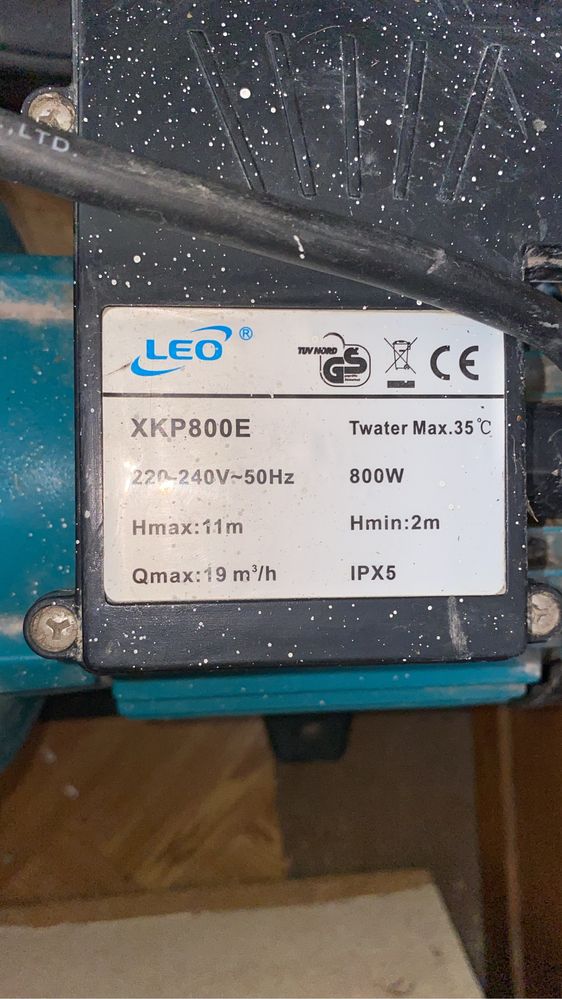 .,LTD.
LEO ®
TUV NORD GS CE
XKP800E Twater Max.35℃
220-240V~50Hz 800W
Hmax:11m Hmin:2m
Qmax:19 m³/h IPX5